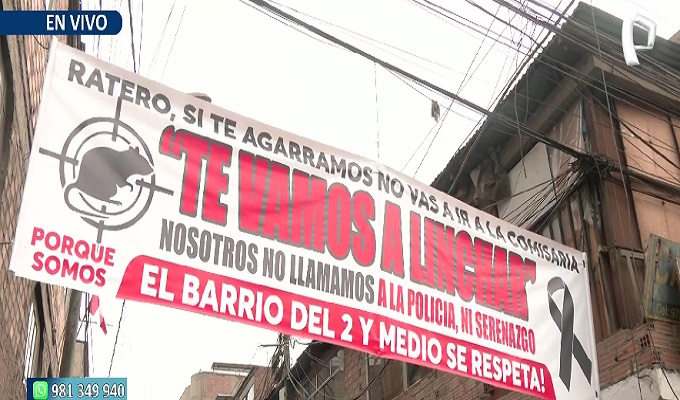 EN VIVO
RATERO, SI TE AGARRAMOS NO VAS A IR A LA COMISARIA
"TE VAMOS A LINCHAR"
NOSOTROS NO LLAMAMOS A LA POLICIA, NI SERENAZGO
PORQUE
SOMOS
EL BARRIO DEL 2 Y MEDIO SE RESPETA!
981 349 940